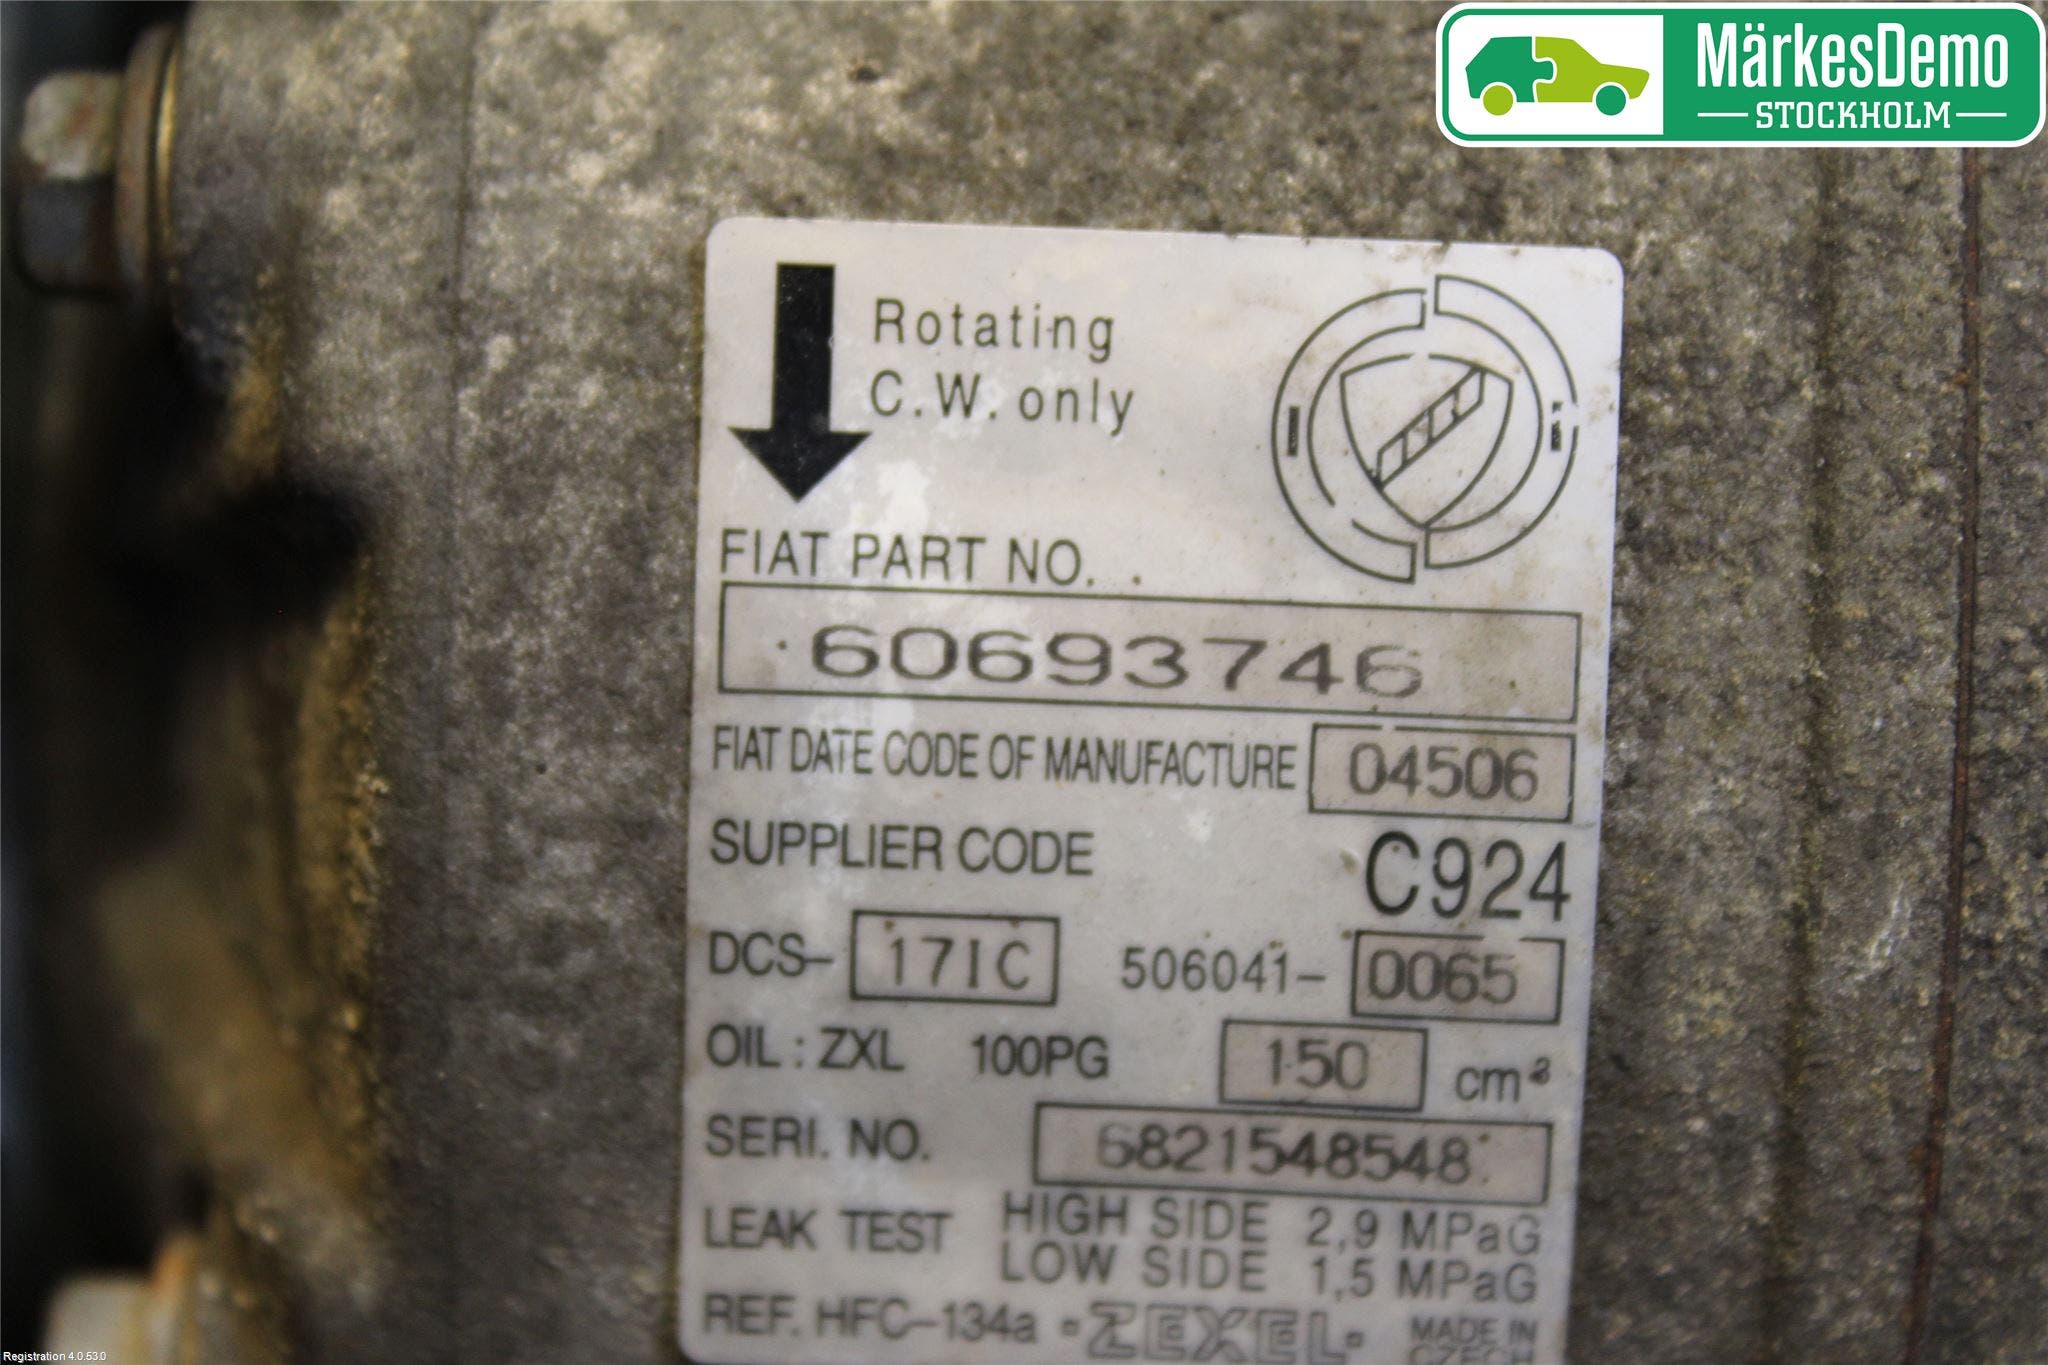 MärkesDemo
STOCKHOLM
Rotating
C.W. only
FIAT PART NO.
60693746
FIAT DATE CODE OF MANUFACTURE 04506
SUPPLIER CODE C924
DCS- 171C 506041- 0065
OIL : ZXL 100PG 150 cm³
SERI. NO. 6821548548
LEAK TEST HIGH SIDE 2,9 MPaG
LOW SIDE 1,5 MPaG
REF. HFC-134a ZEXEL MADE IN
CZECH
Registration 4.0.53.0